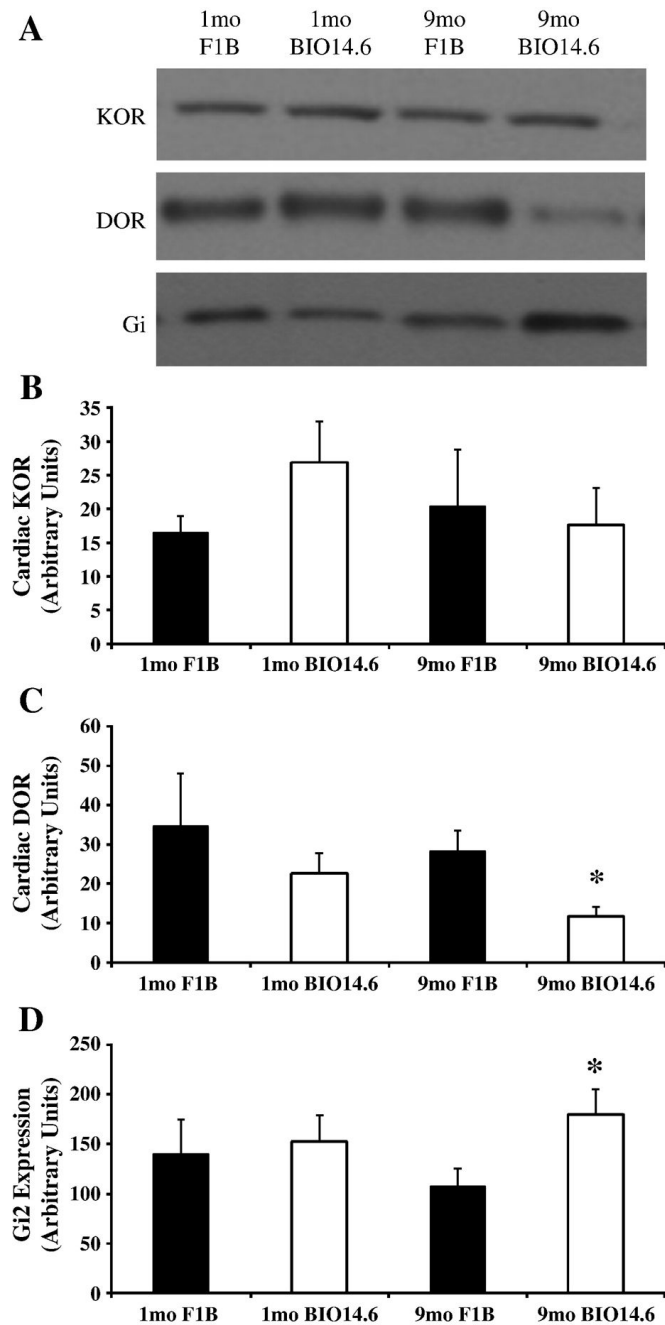 A
1mo 1mo 9mo 9mo
F1B BIO14.6 F1B BIO14.6
KOR
DOR
Gi
B
Cardiac KOR
(Arbitrary Units)
35
30
25
20
15
10
5
0
1mo F1B 1mo BIO14.6 9mo F1B 9mo BIO14.6
C
Cardiac DOR
(Arbitrary Units)
60
50
40
30
20
10
0
*
1mo F1B 1mo BIO14.6 9mo F1B 9mo BIO14.6
D
Gi2 Expression
(Arbitrary Units)
250
200
150
100
50
0
*
1mo F1B 1mo BIO14.6 9mo F1B 9mo BIO14.6